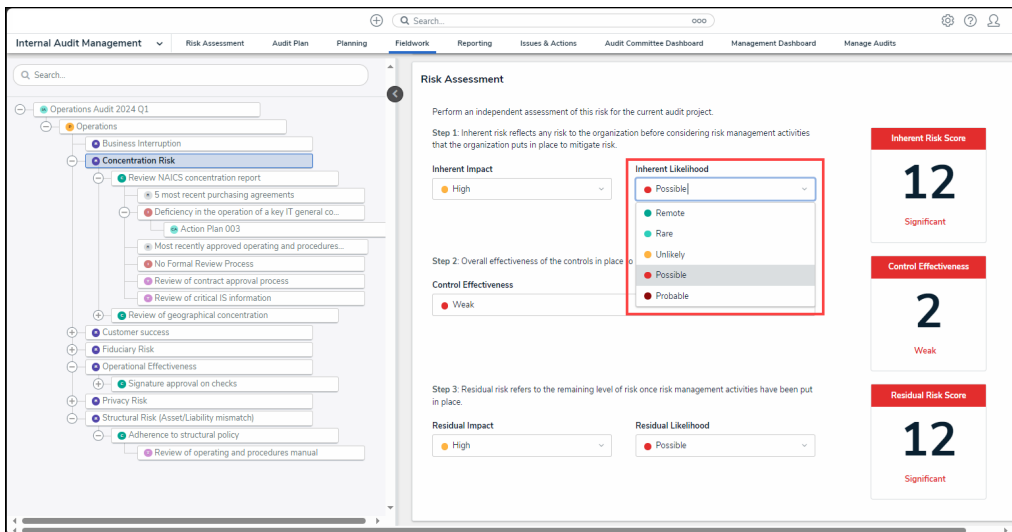 Search...
Internal Audit Management
Risk Assessment
Audit Plan
Planning
Fieldwork
Reporting
Issues & Actions
Audit Committee Dashboard
Management Dashboard
Manage Audits
Search...
Operations Audit 2024 Q1
Operations
Business Interruption
Concentration Risk
Review NAICS concentration report
5 most recent purchasing agreements
Deficiency in the operation of a key IT general co...
Action Plan 003
Most recently approved operating and procedures...
No Formal Review Process
Review of contract approval process
Review of critical IS information
Review of geographical concentration
Customer success
Fiduciary Risk
Operational Effectiveness
Signature approval on checks
Privacy Risk
Structural Risk (Asset/Liability mismatch)
Adherence to structural policy
Review of operating and procedures manual
Risk Assessment
Perform an independent assessment of this risk for the current audit project.
Step 1: Inherent risk reflects any risk to the organization before considering risk management activities
that the organization puts in place to mitigate risk.
Inherent Impact
High
Inherent Likelihood
Possible
Remote
Rare
Unlikely
Possible
Probable
Step 2: Overall effectiveness of the controls in place to
Control Effectiveness
Weak
Step 3: Residual risk refers to the remaining level of risk once risk management activities have been put
in place.
Residual Impact
High
Residual Likelihood
Possible
Inherent Risk Score
12
Significant
Control Effectiveness
2
Weak
Residual Risk Score
12
Significant